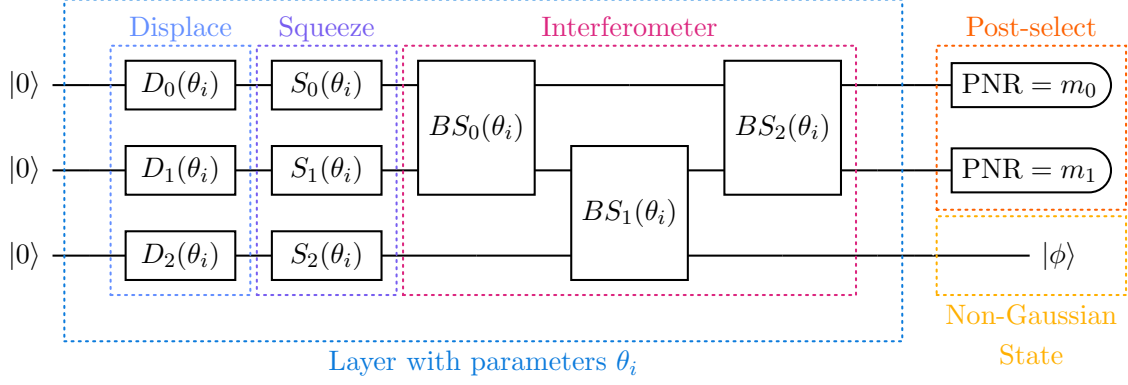 Displace Squeeze Interferometer Post-select
|0⟩ D₀(θᵢ) S₀(θᵢ) BS₀(θᵢ) BS₂(θᵢ) PNR = m₀
|0⟩ D₁(θᵢ) S₁(θᵢ) BS₁(θᵢ) PNR = m₁
|0⟩ D₂(θᵢ) S₂(θᵢ) |ϕ⟩
Non-Gaussian
State
Layer with parameters θᵢ